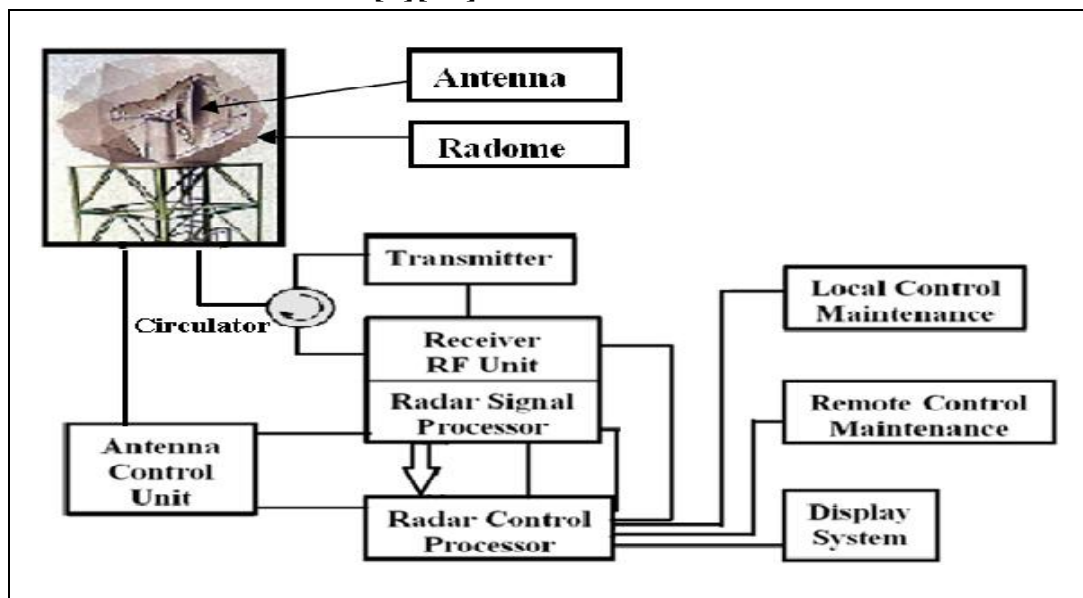 Antenna
Radome
Transmitter
Circulator
Receiver
RF Unit
Radar Signal
Processor
Antenna
Control
Unit
Radar Control
Processor
Local Control
Maintenance
Remote Control
Maintenance
Display
System